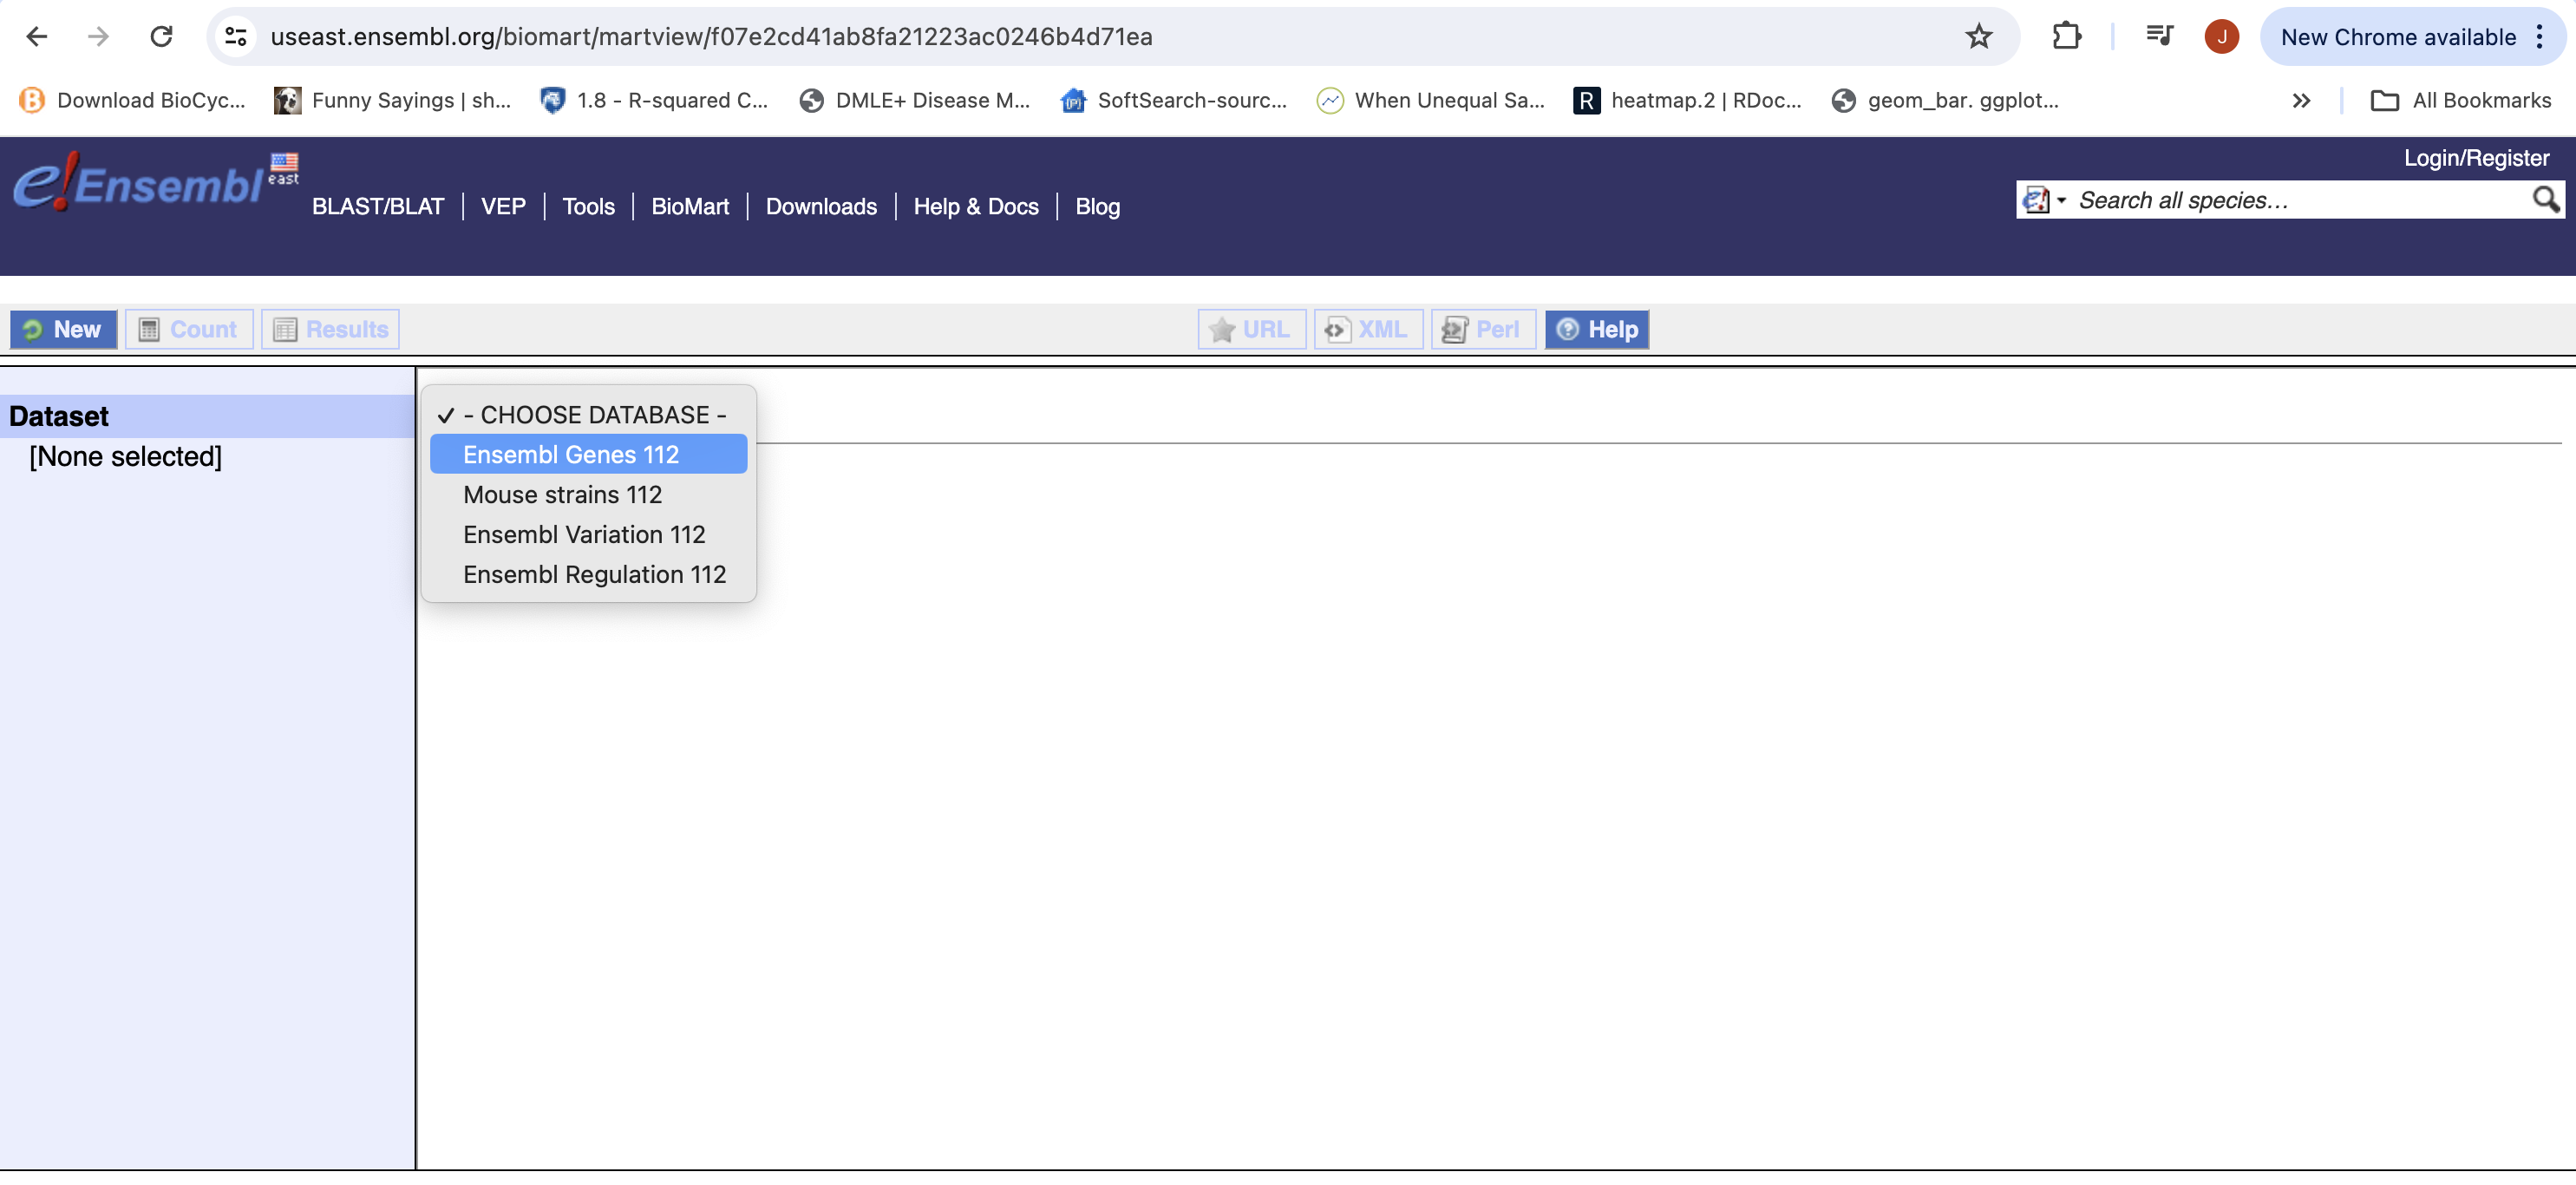 useast.ensembl.org/biomart/martview/f07e2cd41ab8fa21223ac0246b4d71ea
J
New Chrome available
Download BioCyc...
Funny Sayings | sh...
1.8 - R-squared C...
DMLE+ Disease M...
SoftSearch-sourc...
When Unequal Sa...
R
heatmap.2 | RDoc...
geom_bar. ggplot...
All Bookmarks
Login/Register
e!Ensembl
east
BLAST/BLAT | VEP | Tools | BioMart | Downloads | Help & Docs | Blog
Search all species...
New
Count
Results
URL
XML
Perl
Help
Dataset
[None selected]
- CHOOSE DATABASE -
Ensembl Genes 112
Mouse strains 112
Ensembl Variation 112
Ensembl Regulation 112